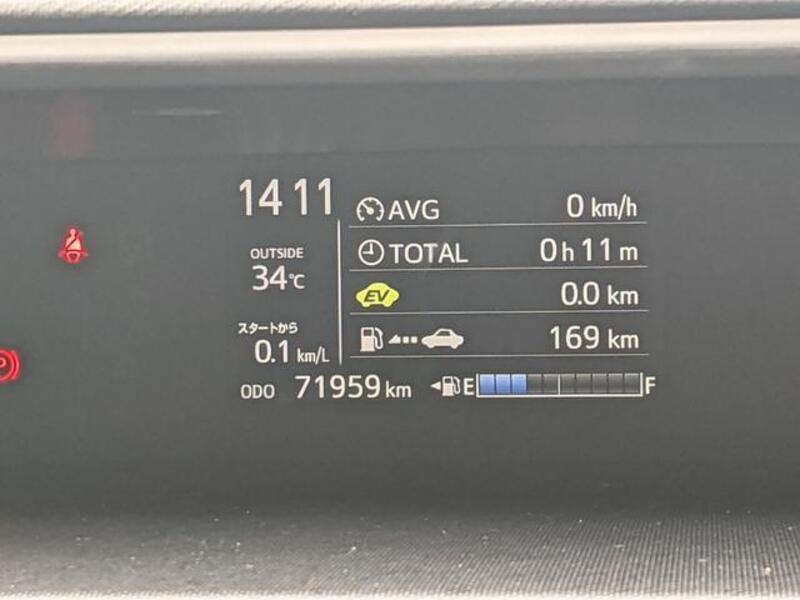 14 11
AVG 0 km/h
OUTSIDE
34°C
TOTAL 0h 11m
EV 0.0 km
スタートから
0.1 km/L
169 km
ODO 71959 km
E F
P